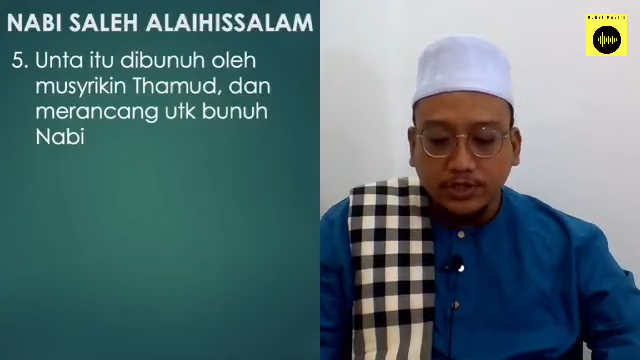 NABI SALEH ALAIHISSALAM
5. Unta itu dibunuh oleh
musyrikin Thamud, dan
merancang utk bunuh
Nabi